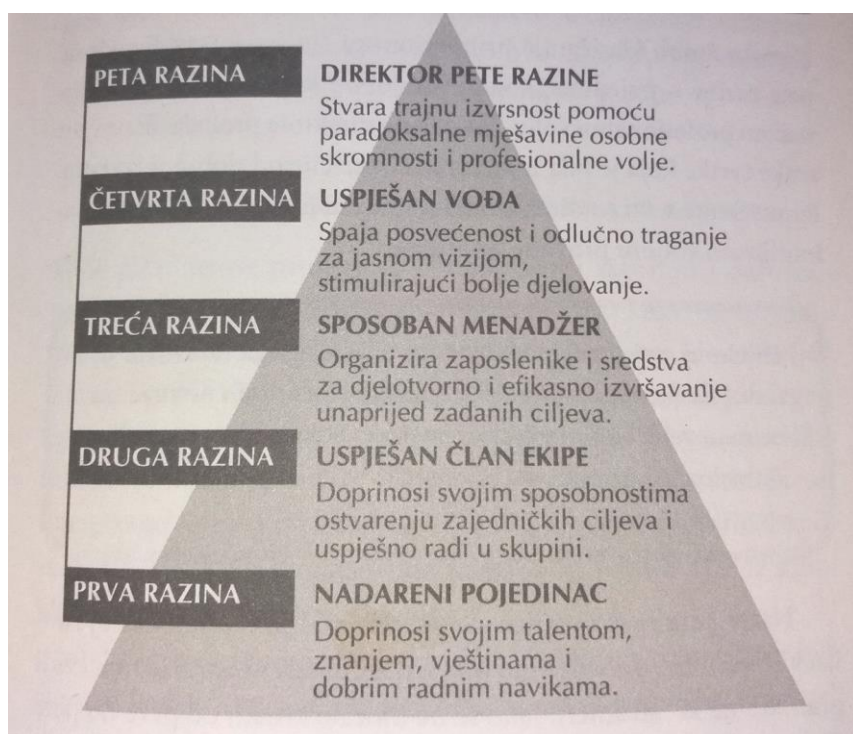 PETA RAZINA
DIREKTOR PETE RAZINE
Stvara trajnu izvrsnost pomoću
paradoksalne mješavine osobne
skromnosti i profesionalne volje.
ČETVRTA RAZINA
USPJEŠAN VOĐA
Spaja posvećenost i odlučno traganje
za jasnom vizijom,
stimulirajući bolje djelovanje.
TREĆA RAZINA
SPOSOBAN MENADŽER
Organizira zaposlenike i sredstva
za djelotvorno i efikasno izvršavanje
unaprijed zadanih ciljeva.
DRUGA RAZINA
USPJEŠAN ČLAN EKIPE
Doprinosi svojim sposobnostima
ostvarenju zajedničkih ciljeva i
uspješno radi u skupini.
PRVA RAZINA
NADARENI POJEDINAC
Doprinosi svojim talentom,
znanjem, vještinama i
dobrim radnim navikama.